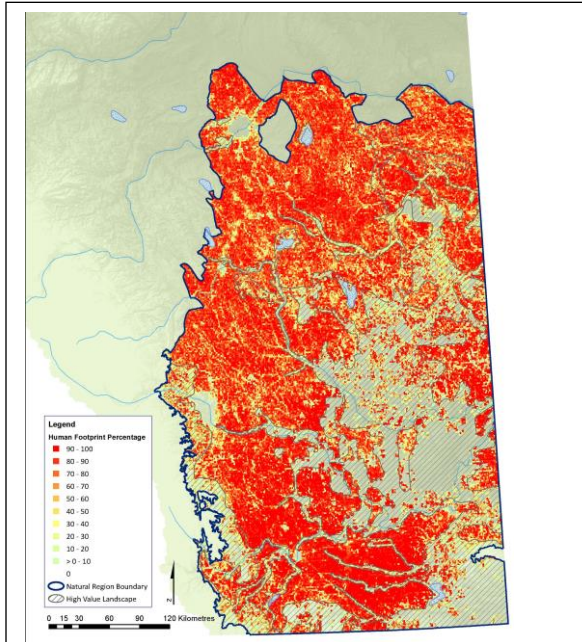 Legend
Human Footprint Percentage
90 - 100
80 - 90
70 - 80
60 - 70
50 - 60
40 - 50
30 - 40
20 - 30
10 - 20
> 0 - 10
0
Natural Region Boundary
High Value Landscape
0 15 30 60 90 120 Kilometres